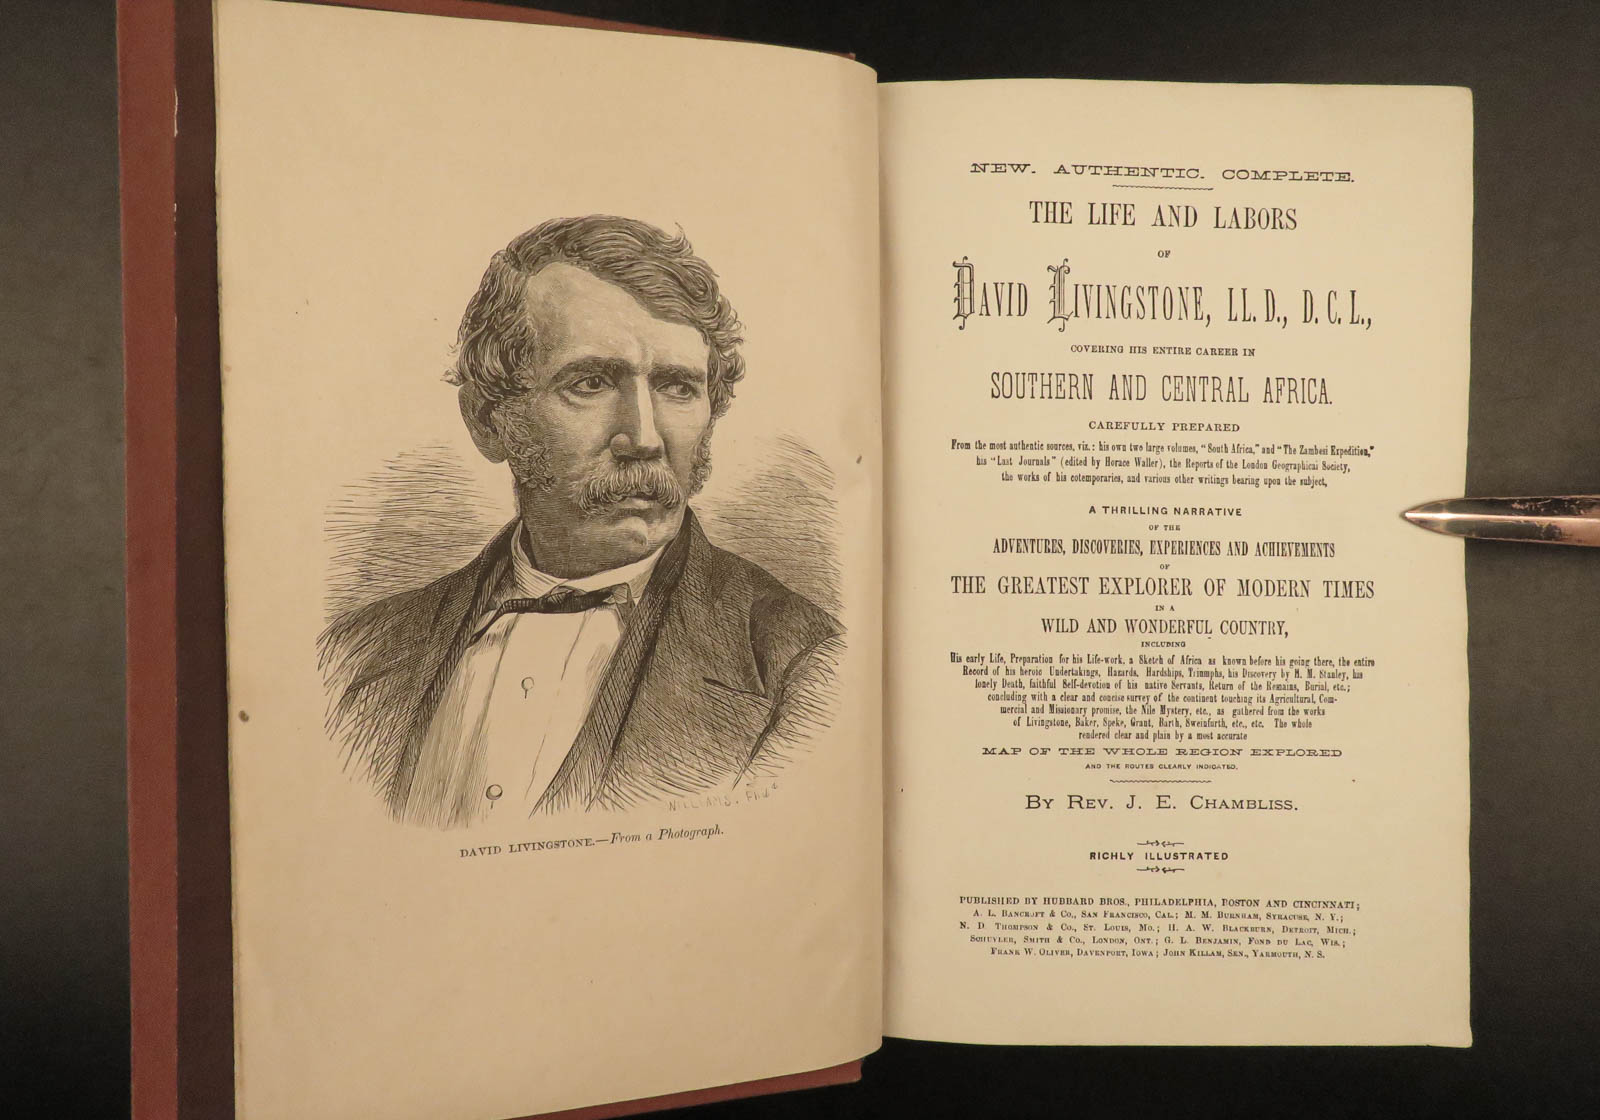 WILLIAMS.
DAVID LIVINGSTONE.—From a Photograph.
NEW. AUTHENTIC. COMPLETE.
THE LIFE AND LABORS
OF
DAVID LIVINGSTONE, LL. D., D. C. L.,
COVERING HIS ENTIRE CAREER IN
SOUTHERN AND CENTRAL AFRICA.
CAREFULLY PREPARED
From the most authentic sources, viz.: his own two large volumes, "South Africa," and "The Zambesi Expedition,"
his "Last Journals" (edited by Horace Waller), the Reports of the London Geographical Society,
the works of his cotemporaries, and various other writings bearing upon the subject,
A THRILLING NARRATIVE
OF THE
ADVENTURES, DISCOVERIES, EXPERIENCES AND ACHIEVEMENTS
OF
THE GREATEST EXPLORER OF MODERN TIMES
IN A
WILD AND WONDERFUL COUNTRY,
INCLUDING
His early Life, Preparation for his Life-work, a Sketch of Africa as known before his going there, the entire
Record of his heroic Undertakings, Hazards, Hardships, Triumphs, his Discovery by H. M. Stanley, his
lonely Death, faithful Self-devotion of his native Servants, Return of the Remains, Burial, etc.;
concluding with a clear and concise survey of the continent touching its Agricultural, Com-
mercial and Missionary promise, the Nile Mystery, etc., as gathered from the works
of Livingstone, Baker, Speke, Grant, Barth, Sweinfurth, etc., etc. The whole
rendered clear and plain by a most accurate
MAP OF THE WHOLE REGION EXPLORED
AND THE ROUTES CLEARLY INDICATED.
BY REV. J. E. CHAMBLISS.
RICHLY ILLUSTRATED
PUBLISHED BY HUBBARD BROS., PHILADELPHIA, BOSTON AND CINCINNATI;
A. L. BANCROFT & CO., SAN FRANCISCO, CAL.; M. M. BURNHAM, SYRACUSE, N. Y.;
N. D. THOMPSON & CO., ST. LOUIS, MO.; H. A. W. BLACKBURN, DETROIT, MICH.;
SCHUYLER, SMITH & CO., LONDON, ONT.; G. L. BENJAMIN, FOND DU LAC, WIS.;
FRANK W. OLIVER, DAVENPORT, IOWA; JOHN KILLAM, SEN., YARMOUTH, N. S.